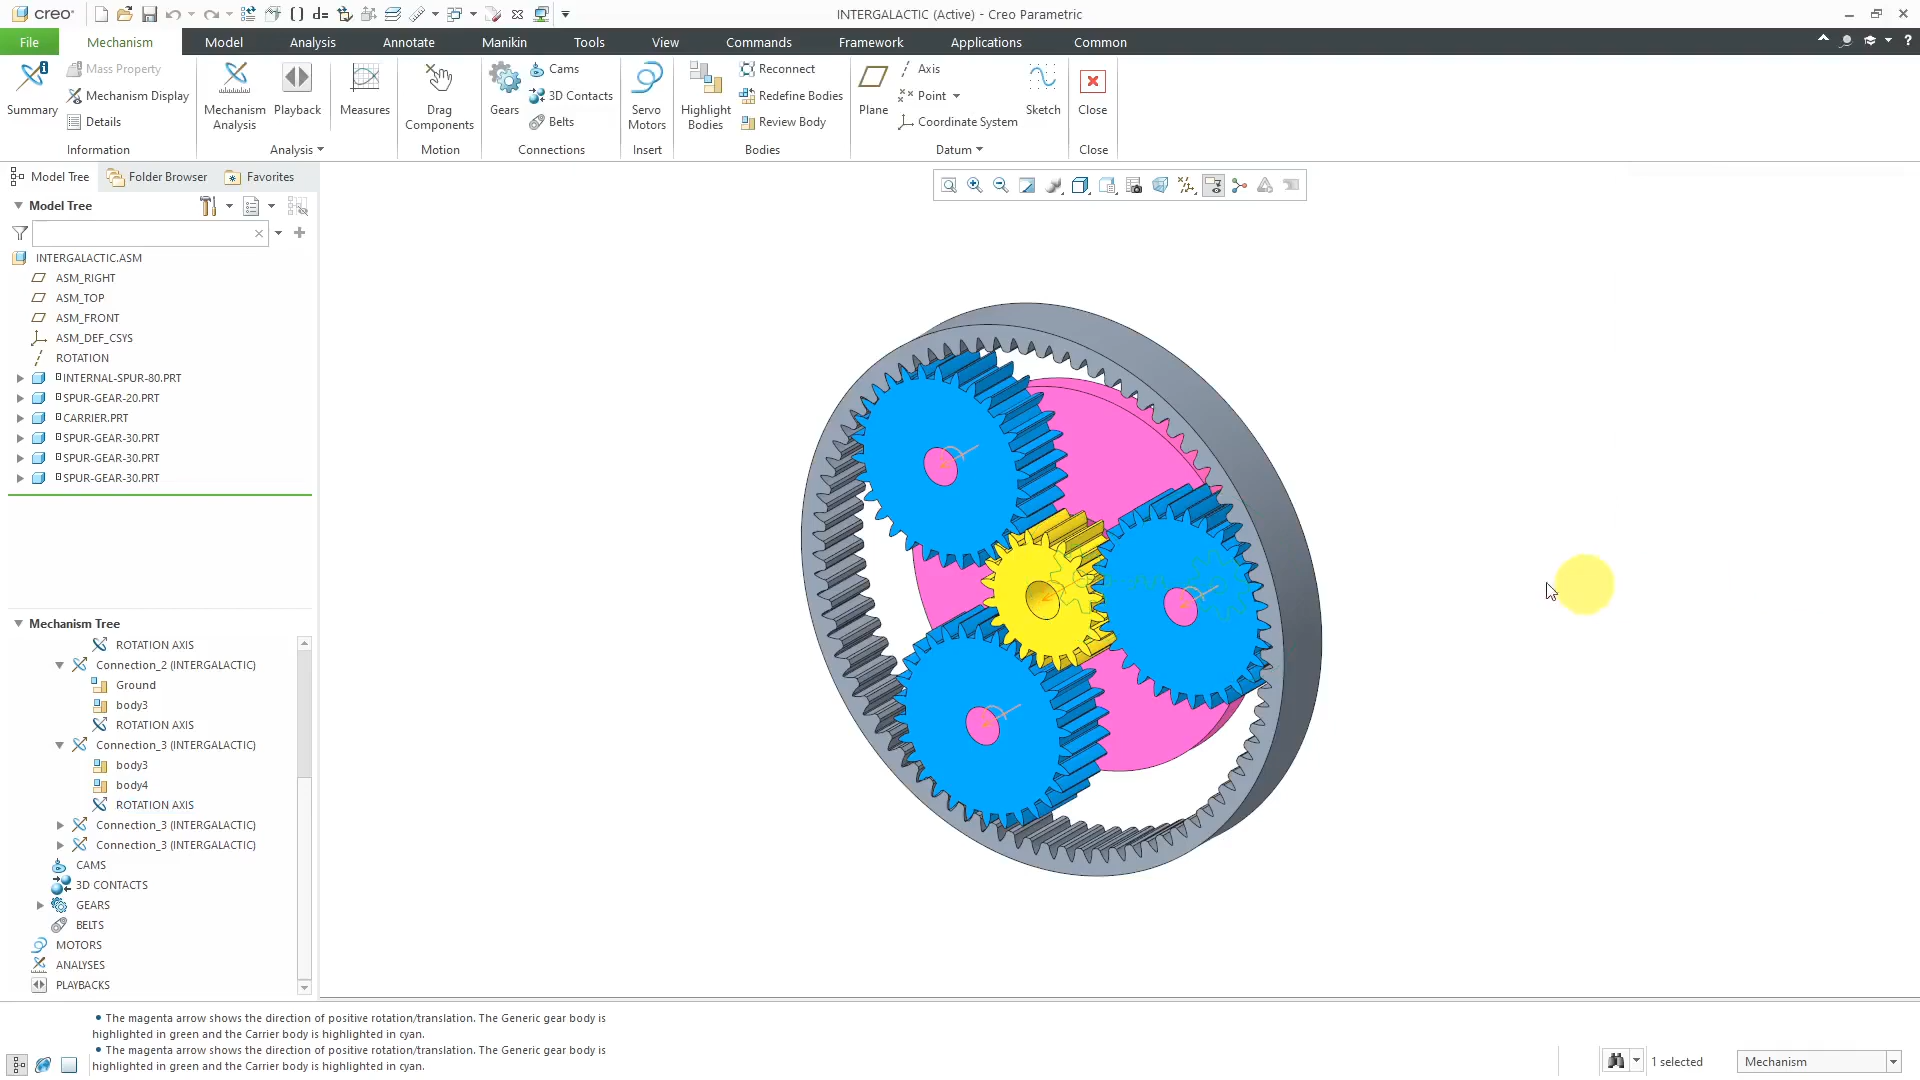 creo
INTERGALACTIC (Active) - Creo Parametric
File Mechanism Model Analysis Annotate Manikin Tools View Commands Framework Applications Common
Summary
Mass Property
Mechanism Display
Details
Information
Mechanism Analysis
Playback
Measures
Analysis
Drag Components
Motion
Gears
Cams
3D Contacts
Belts
Connections
Servo Motors
Insert
Highlight Bodies
Reconnect
Redefine Bodies
Review Body
Bodies
Plane
Axis
Point
Coordinate System
Sketch
Datum
Close
Close
Model Tree Folder Browser Favorites
Model Tree
INTERGALACTIC.ASM
ASM_RIGHT
ASM_TOP
ASM_FRONT
ASM_DEF_CSYS
ROTATION
INTERNAL-SPUR-80.PRT
SPUR-GEAR-20.PRT
CARRIER.PRT
SPUR-GEAR-30.PRT
SPUR-GEAR-30.PRT
SPUR-GEAR-30.PRT
Mechanism Tree
ROTATION AXIS
Connection_2 (INTERGALACTIC)
Ground
body3
ROTATION AXIS
Connection_3 (INTERGALACTIC)
body3
body4
ROTATION AXIS
Connection_3 (INTERGALACTIC)
Connection_3 (INTERGALACTIC)
CAMS
3D CONTACTS
GEARS
BELTS
MOTORS
ANALYSES
PLAYBACKS
• The magenta arrow shows the direction of positive rotation/translation. The Generic gear body is
highlighted in green and the Carrier body is highlighted in cyan.
• The magenta arrow shows the direction of positive rotation/translation. The Generic gear body is
highlighted in green and the Carrier body is highlighted in cyan.
1 selected
Mechanism